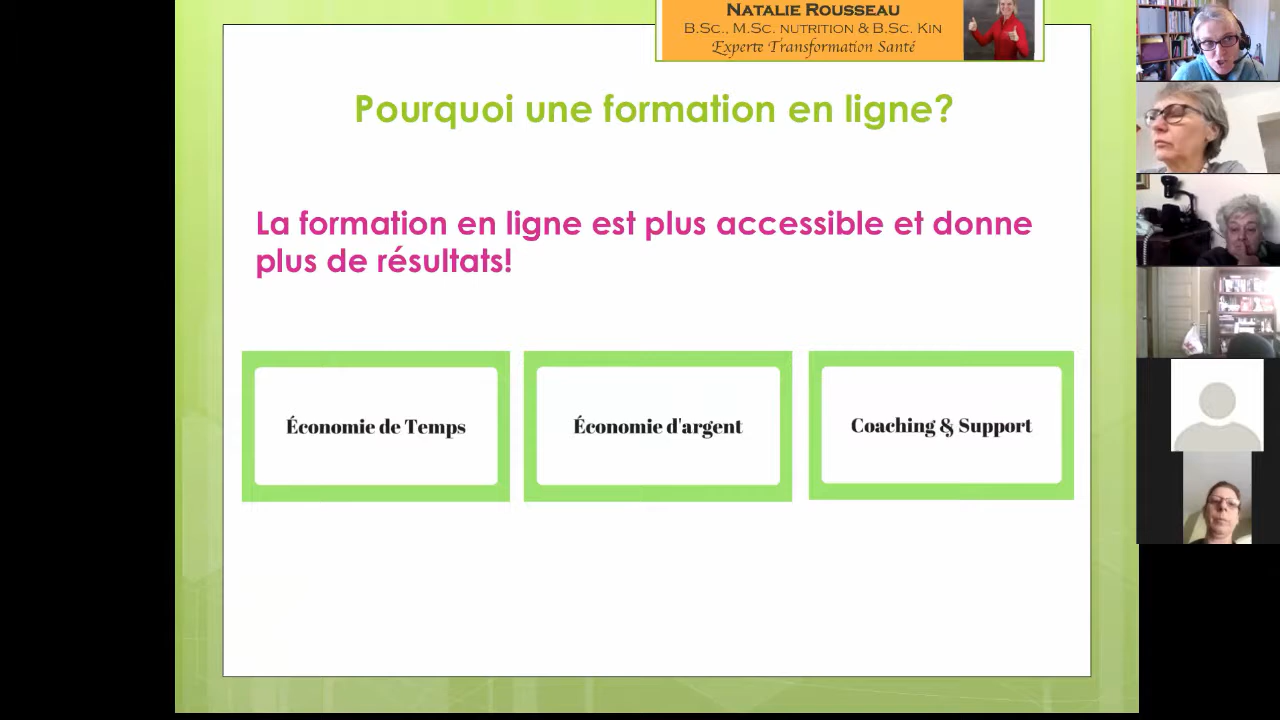 NATALIE ROUSSEAU
B.SC., M.SC. NUTRITION & B.SC. KIN
Experte Transformation Santé
Pourquoi une formation en ligne?
La formation en ligne est plus accessible et donne
plus de résultats!
Économie de Temps
Économie d'argent
Coaching & Support